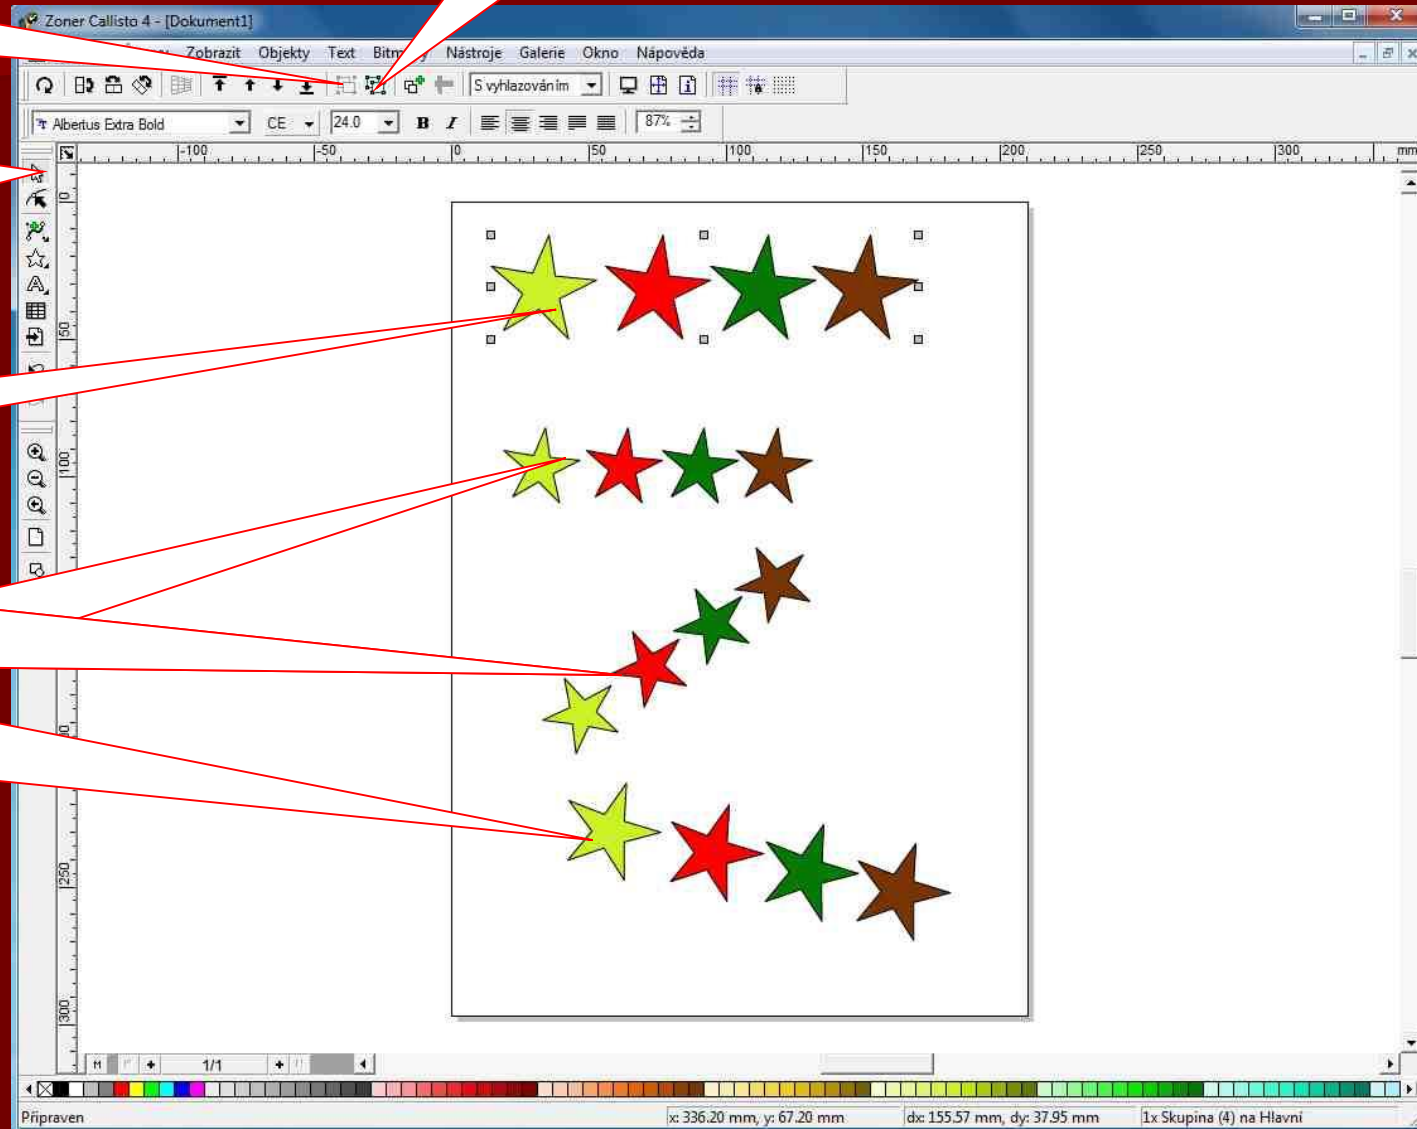 Zoner Callisto 4 - [Dokument1]
Zobrazit Objekty Text Nástroje Galerie Okno Nápověda
S vyhlazováním
Albertus Extra Bold CE 24.0 B I 87%
-100 -50 0 50 100 150 200 250 300 mm
0
50
100
250
300
M 1/1
Připraven x: 336.20 mm, y: 67.20 mm dx: 155.57 mm, dy: 37.95 mm 1x Skupina (4) na Hlavní